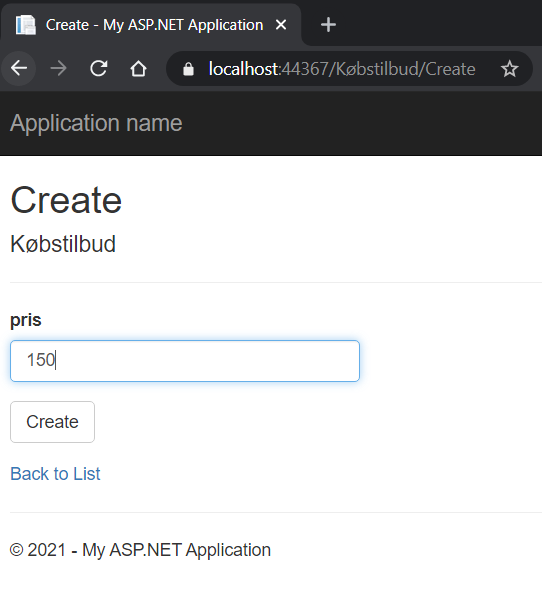 Create - My ASP.NET Application
localhost:44367/Købstilbud/Create
Application name
Create
Købstilbud
pris
150
Create
Back to List
© 2021 - My ASP.NET Application